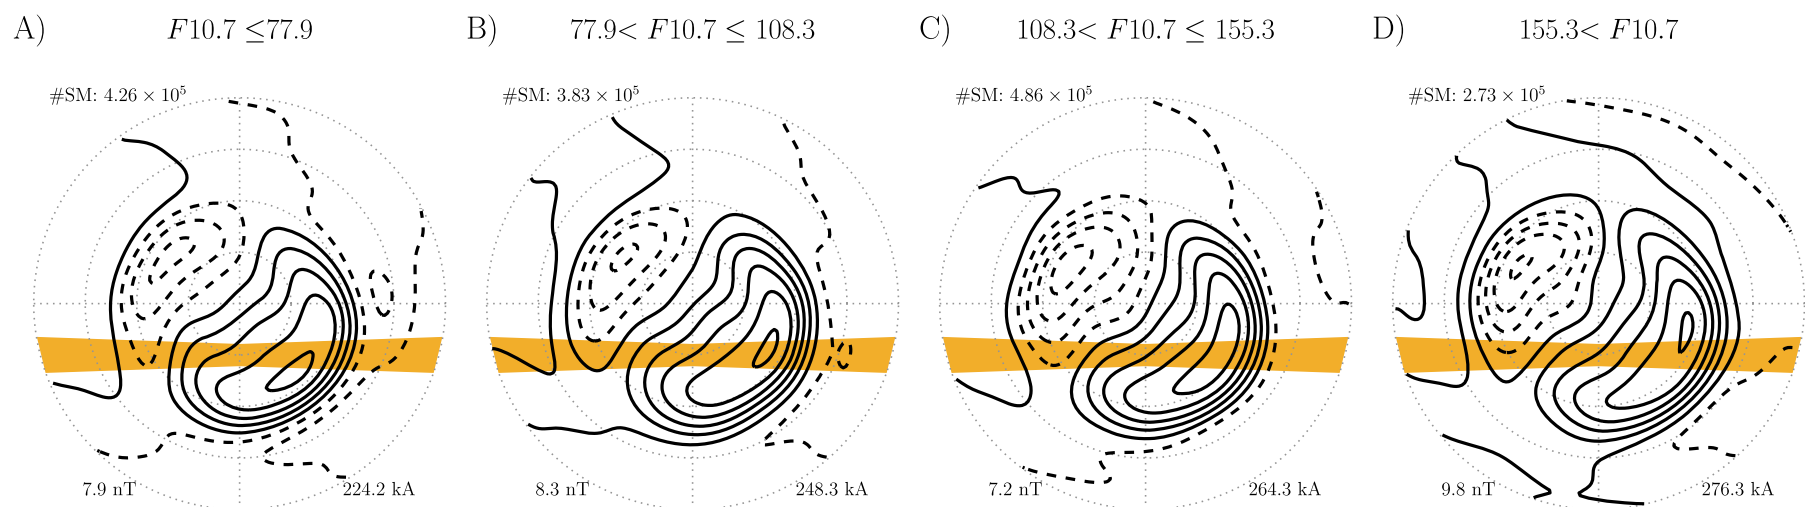 A) F10.7 ≤77.9
B) 77.9< F10.7 ≤ 108.3
C) 108.3< F10.7 ≤ 155.3
D) 155.3< F10.7
#SM: 4.26 × 10⁵
#SM: 3.83 × 10⁵
#SM: 4.86 × 10⁵
#SM: 2.73 × 10⁵
7.9 nT 224.2 kA
8.3 nT 248.3 kA
7.2 nT 264.3 kA
9.8 nT 276.3 kA